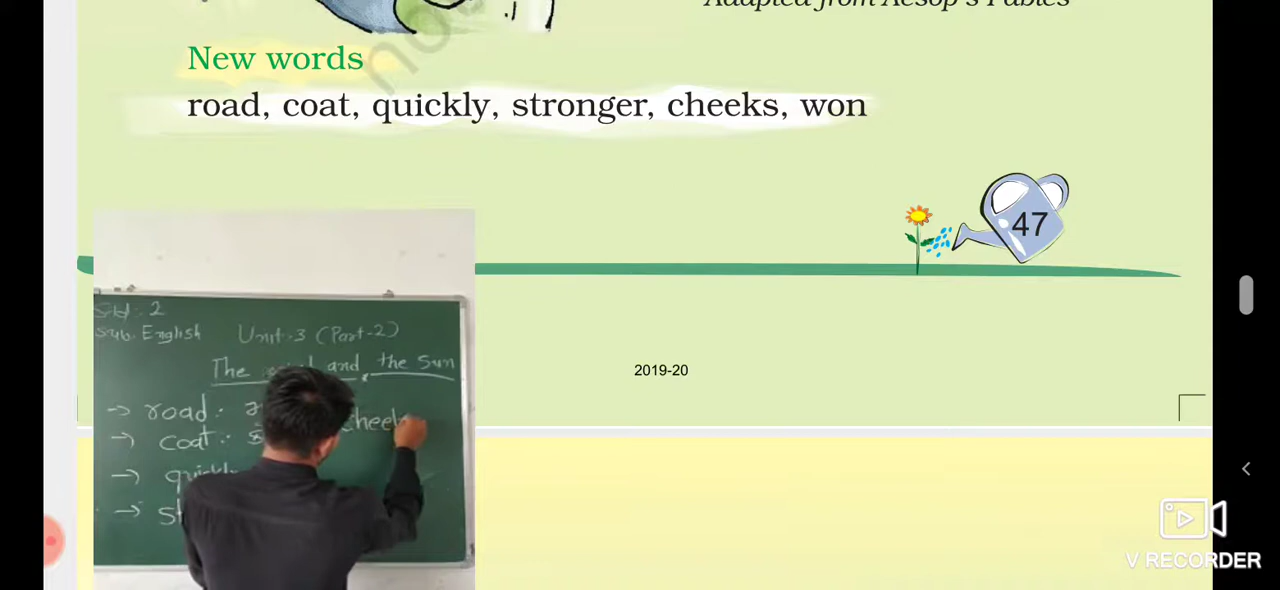 Adapted from Aesop's Fables
New words
road, coat, quickly, stronger, cheeks, won
47
Std : 2
Sub. English Unit-3 (Part-2)
The and the Sun
→ road :
→ coat :
→
→
2019-20
V RECORDER